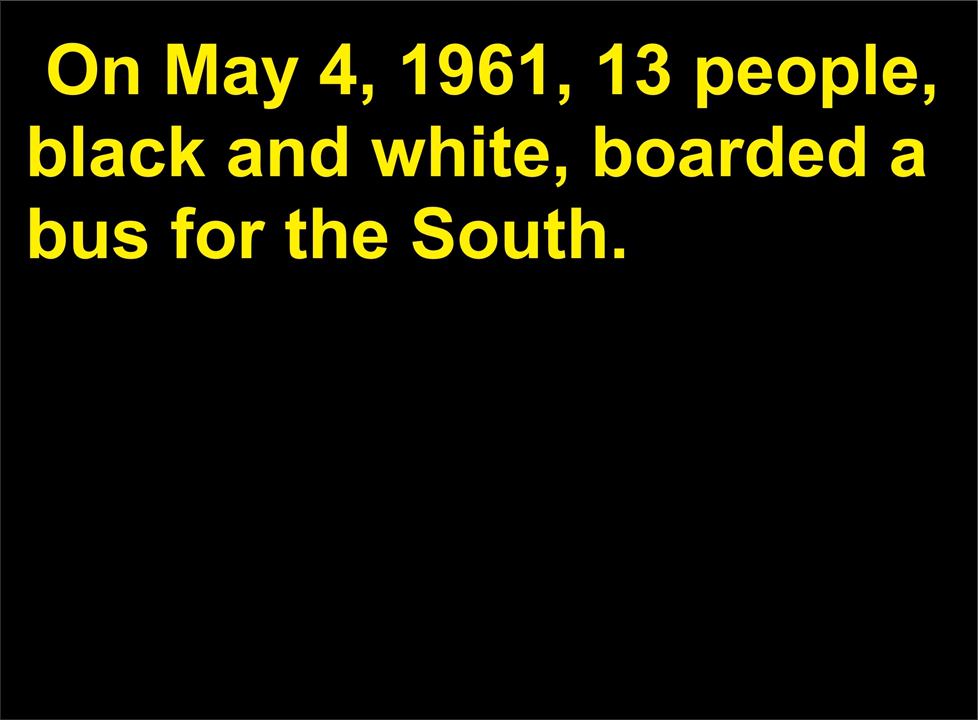 On May 4, 1961, 13 people,
black and white, boarded a
bus for the South.